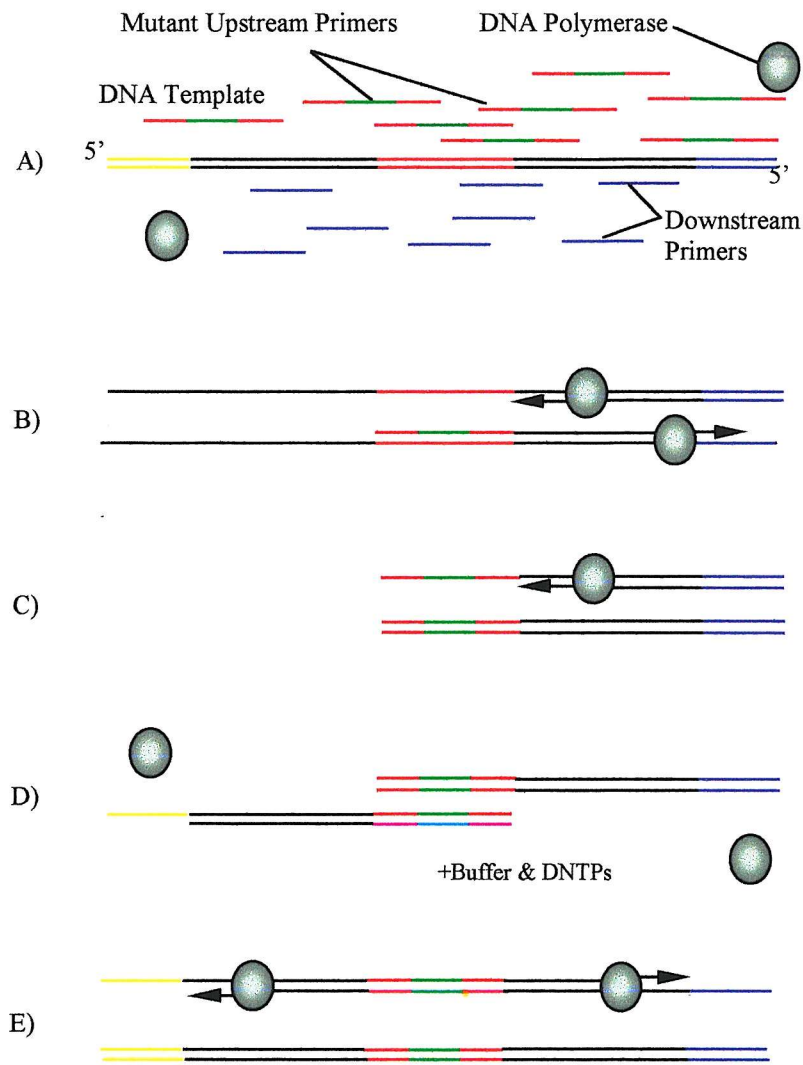 Mutant Upstream Primers
DNA Polymerase
DNA Template
A)
5’
5’
Downstream
Primers
B)
C)
D)
+Buffer & DNTPs
E)